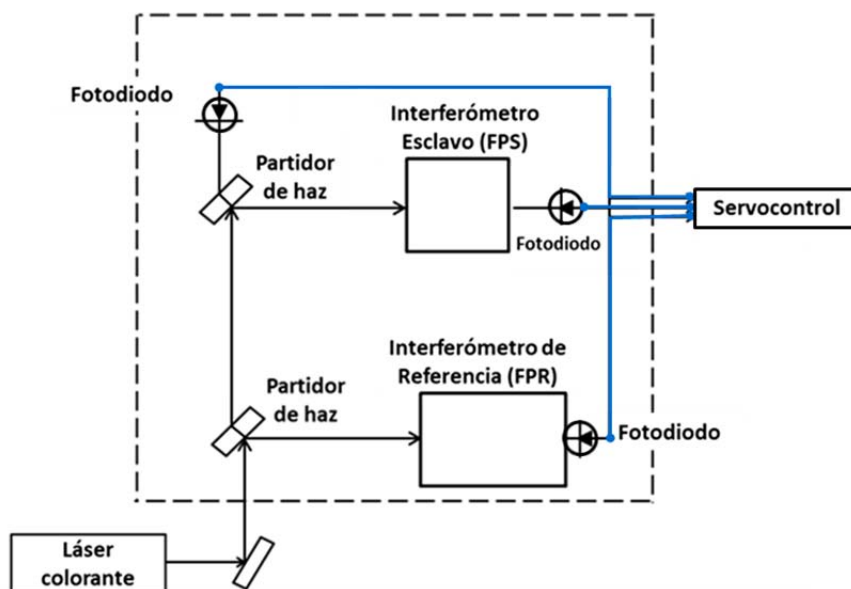 Fotodiodo
Interferómetro
Esclavo (FPS)
Partidor
de haz
Servocontrol
Fotodiodo
Interferómetro de
Referencia (FPR)
Partidor
de haz
Fotodiodo
Láser
colorante